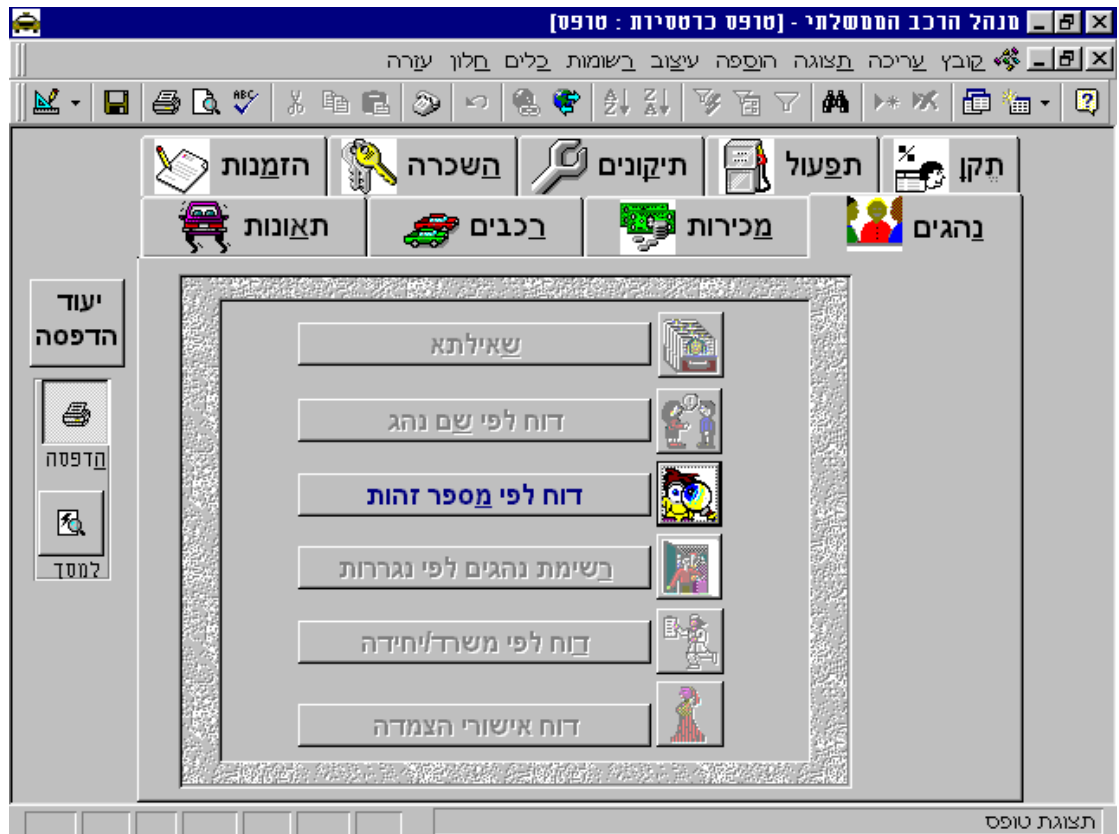 מנהל הרכב הממשלתי - [טופס כרטסיות : טופס]
קובץ עריכה תצוגה הוספה עיצוב רשומות כלים חלון עזרה
תקן תפעול תיקונים השכרה הזמנות
נהגים מכירות רכבים תאונות
יעוד
הדפסה
הדפסה
למסך
שאילתא
דוח לפי שם נהג
דוח לפי מספר זהות
רשימת נהגים לפי נגררות
דוח לפי משרד/יחידה
דוח אישורי הצמדה
תצוגת טופס